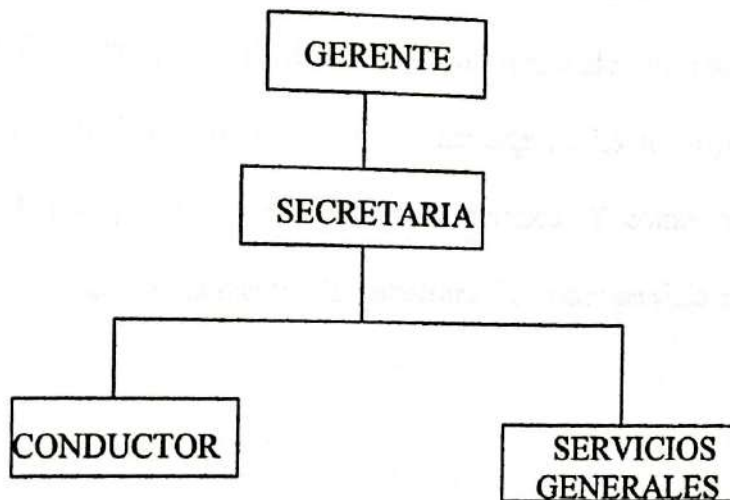 GERENTE
SECRETARIA
CONDUCTOR
SERVICIOS
GENERALES